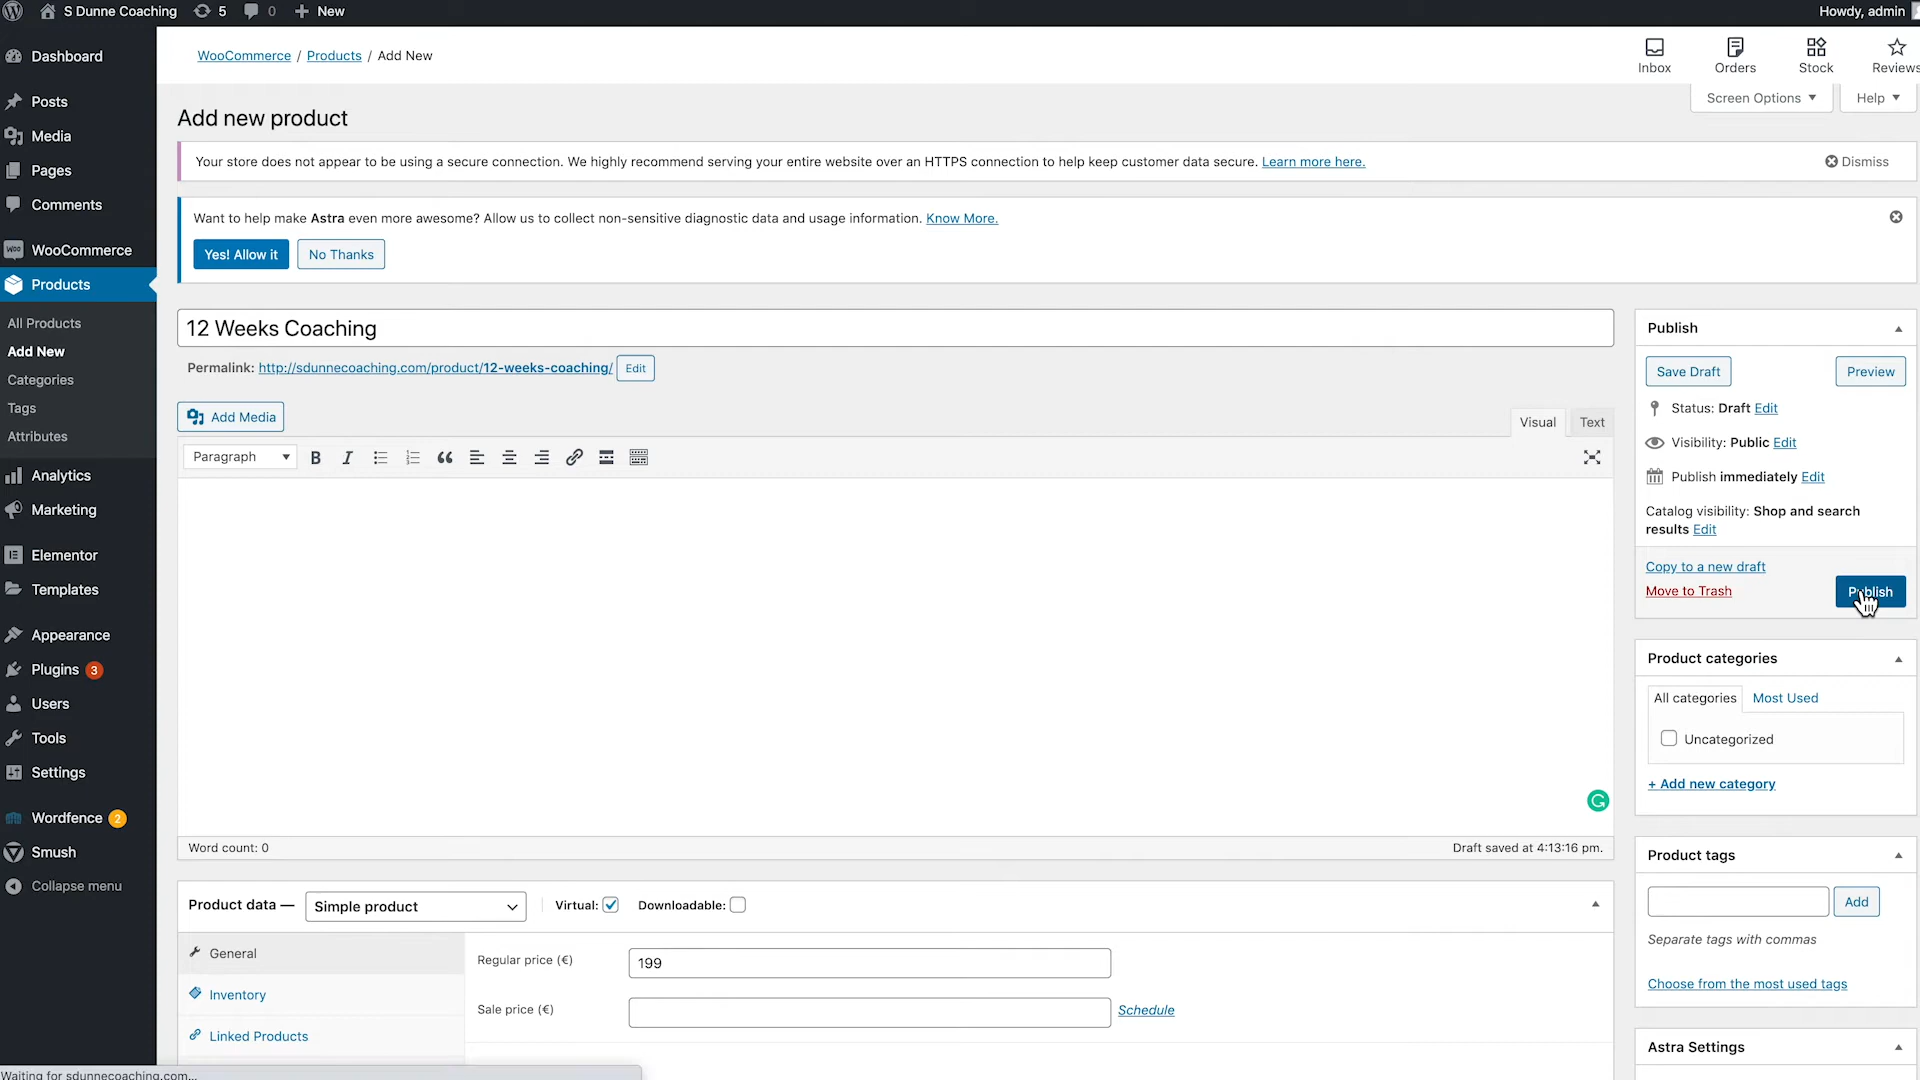 S Dunne Coaching 5 0 New Howdy, admin
Dashboard
Posts
Media
Pages
Comments
WooCommerce
Products
All Products
Add New
Categories
Tags
Attributes
Analytics
Marketing
Elementor
Templates
Appearance
Plugins 3
Users
Tools
Settings
Wordfence 2
Smush
Collapse menu
WooCommerce / Products / Add New
Inbox Orders Stock Reviews
Screen Options Help
Add new product
Your store does not appear to be using a secure connection. We highly recommend serving your entire website over an HTTPS connection to help keep customer data secure. Learn more here. Dismiss
Want to help make Astra even more awesome? Allow us to collect non-sensitive diagnostic data and usage information. Know More.
Yes! Allow it No Thanks
12 Weeks Coaching
Permalink: http://sdunnecoaching.com/product/12-weeks-coaching/ Edit
Add Media Visual Text
Paragraph B I
Word count: 0 Draft saved at 4:13:16 pm.
Product data — Simple product Virtual: Downloadable:
General
Inventory
Linked Products
Regular price (€) 199
Sale price (€) Schedule
Publish
Save Draft Preview
Status: Draft Edit
Visibility: Public Edit
Publish immediately Edit
Catalog visibility: Shop and search
results Edit
Copy to a new draft
Move to Trash Publish
Product categories
All categories Most Used
Uncategorized
+ Add new category
Product tags
Add
Separate tags with commas
Choose from the most used tags
Astra Settings
Waiting for sdunnecoaching.com...